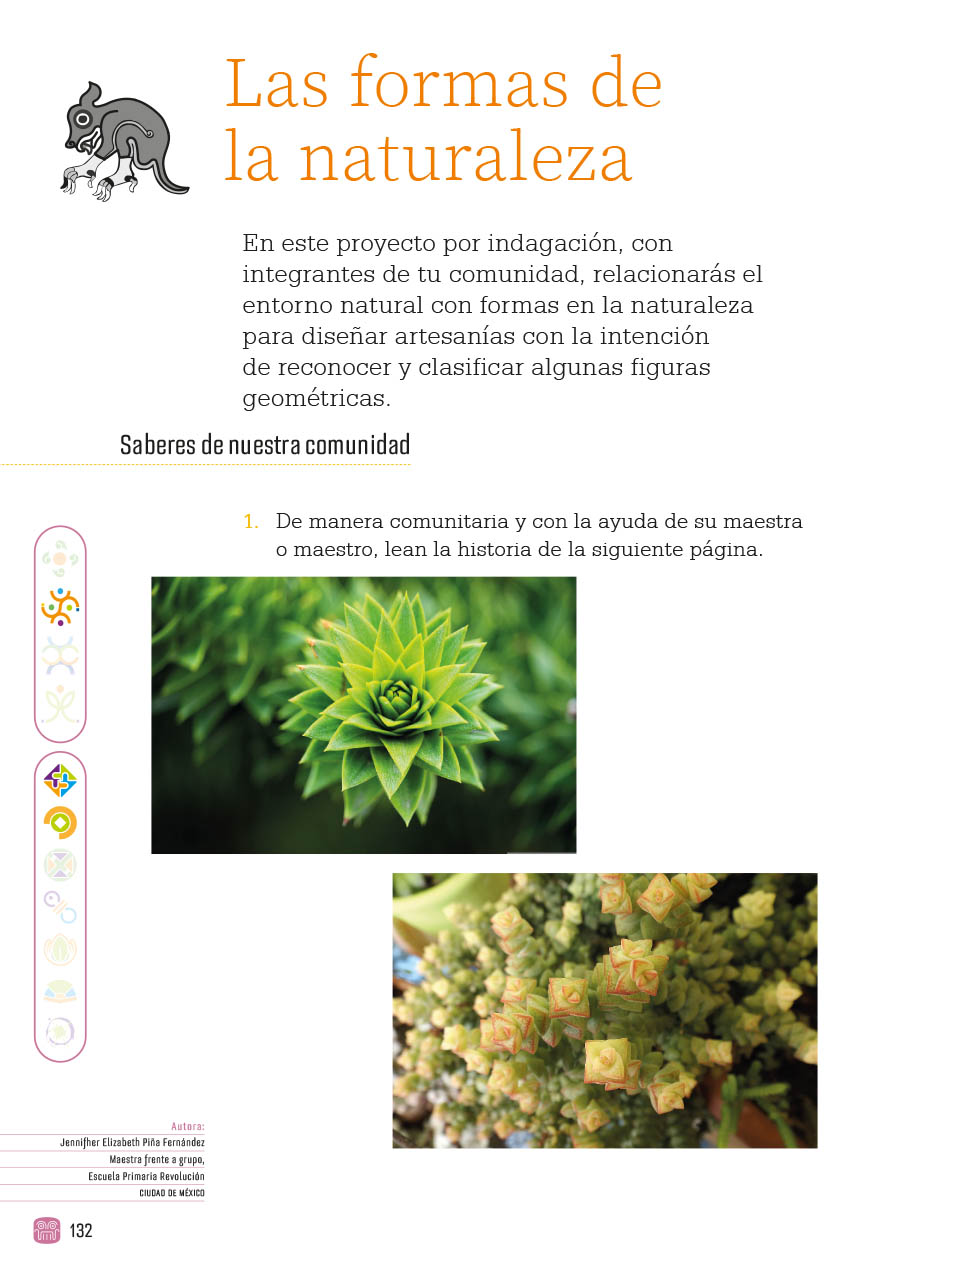 Las formas de
la naturaleza
En este proyecto por indagación, con
integrantes de tu comunidad, relacionarás el
entorno natural con formas en la naturaleza
para diseñar artesanías con la intención
de reconocer y clasificar algunas figuras
geométricas.
Saberes de nuestra comunidad
1. De manera comunitaria y con la ayuda de su maestra
o maestro, lean la historia de la siguiente página.
Autora:
Jennifher Elizabeth Piña Fernández
Maestra frente a grupo,
Escuela Primaria Revolución
CIUDAD DE MÉXICO
132